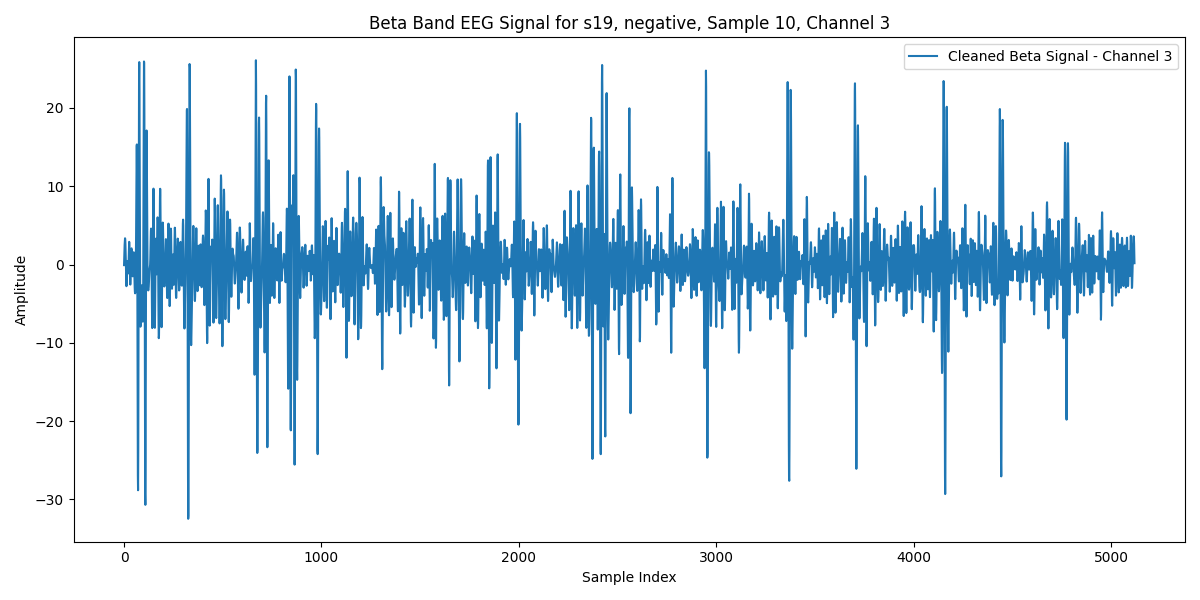 Beta Band EEG Signal for s19, negative, Sample 10, Channel 3
Cleaned Beta Signal - Channel 3
Amplitude
20
10
0
−10
−20
−30
0 1000 2000 3000 4000 5000
Sample Index